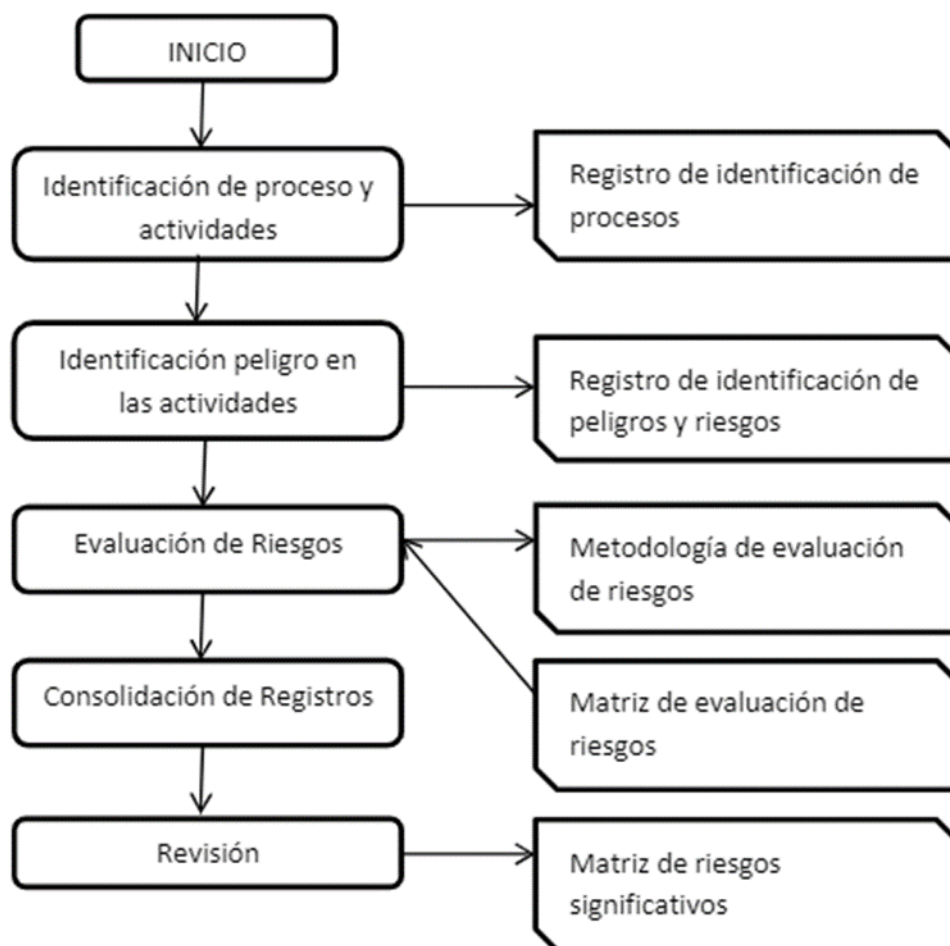 INICIO
Identificación de proceso y
actividades
Registro de identificación de
procesos
Identificación peligro en
las actividades
Registro de identificación de
peligros y riesgos
Evaluación de Riesgos
Metodología de evaluación
de riesgos
Consolidación de Registros
Matriz de evaluación de
riesgos
Revisión
Matriz de riesgos
significativos